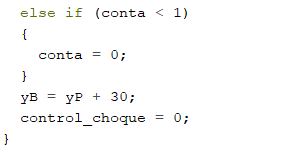 else if (conta < 1)
{
conta = 0;
}
yB = yP + 30;
control_choque = 0;
}